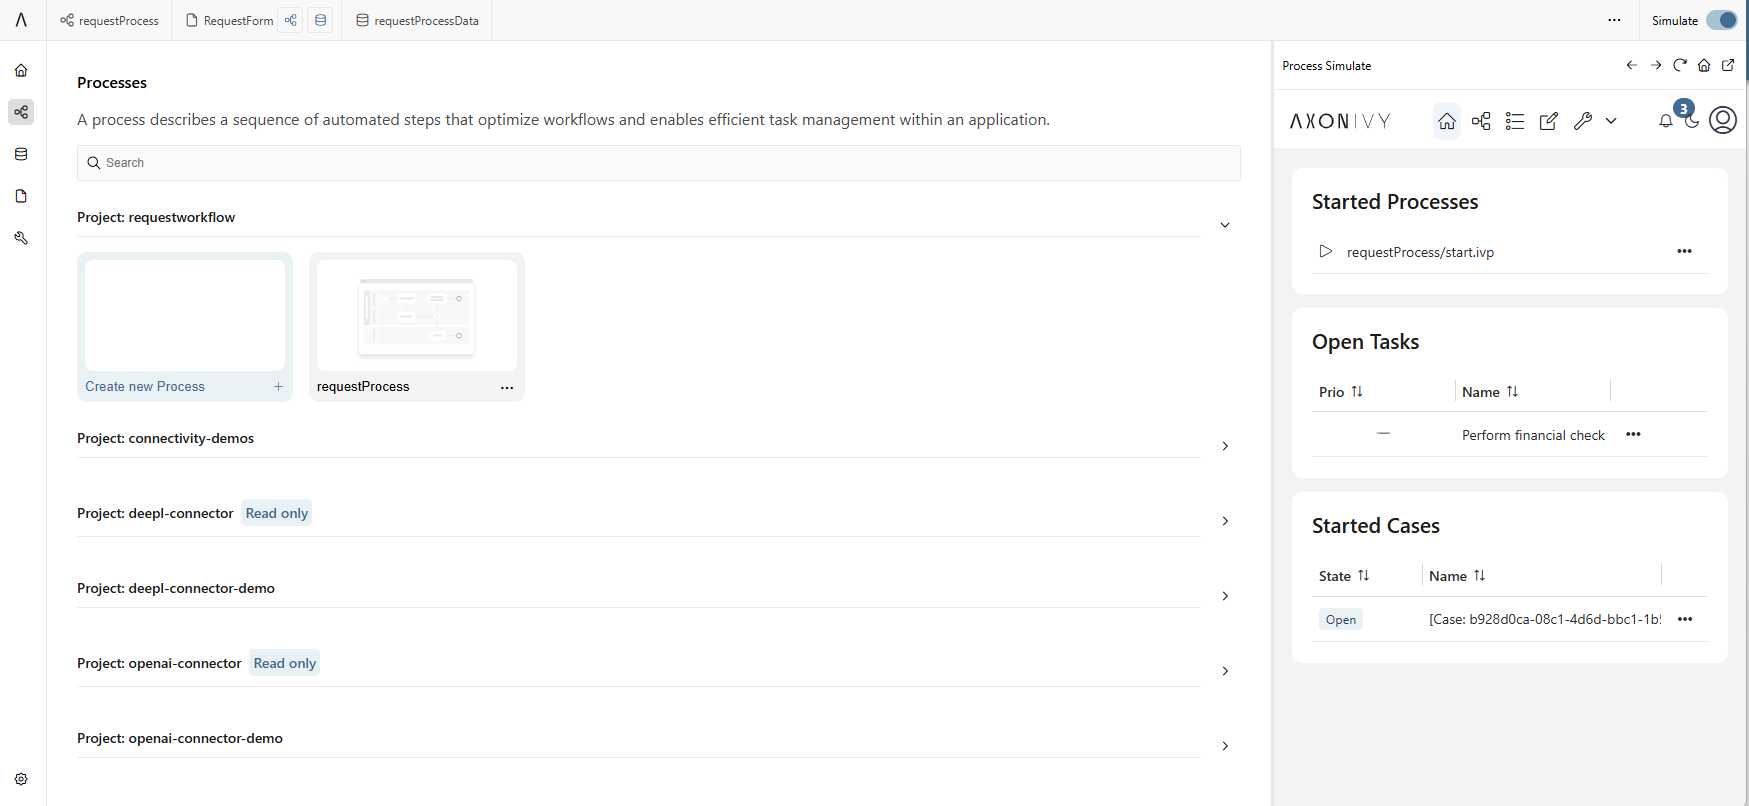 requestProcess
RequestForm
requestProcessData
Simulate
Processes
A process describes a sequence of automated steps that optimize workflows and enables efficient task management within an application.
Search
Project: requestworkflow
Create new Process
requestProcess
Project: connectivity-demos
Project: deepl-connector Read only
Project: deepl-connector-demo
Project: openai-connector Read only
Project: openai-connector-demo
Process Simulate
AXONIVY
3
Started Processes
requestProcess/start.ivp
Open Tasks
Prio Name
Perform financial check
Started Cases
State Name
Open [Case: b928d0ca-08c1-4d6d-bbc1-1b